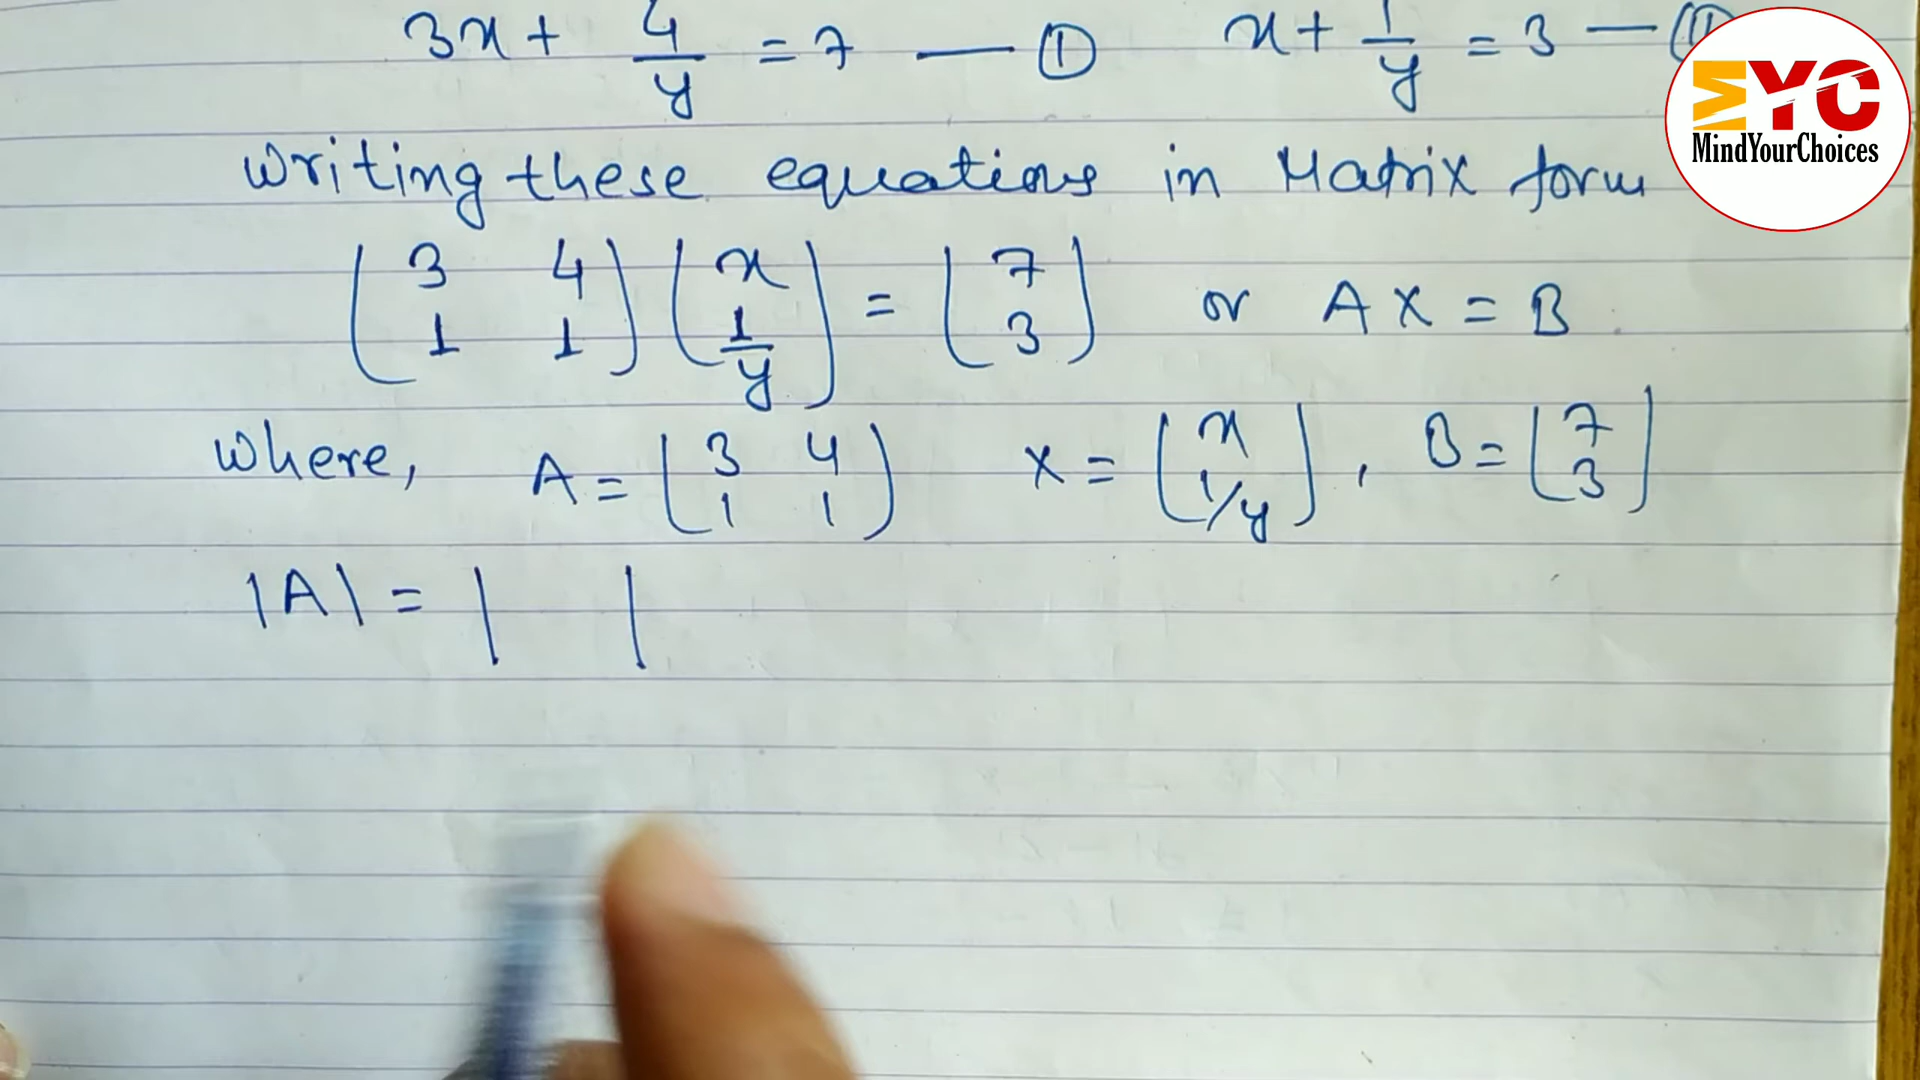 3x + 4/y = 7 — ① x + 1/y = 3 — ⑪
MYC
MindYourChoices
Writing these equations in Matrix form
(3 4
1 1) (x
1/y) = (7
3) or AX = B
Where, A = (3 4
1 1) X = (x
1/y), B = (7
3)
|A| = | |